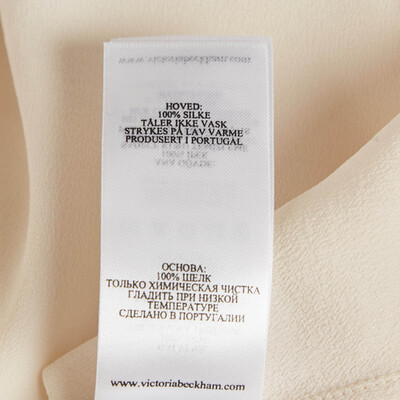 HOVED:
100% SILKE
TÅLER IKKE VASK
STRYKES PÅ LAV VARME
PRODUSERT I PORTUGAL
ОСНОВА:
100% ШЕЛК
ТОЛЬКО ХИМИЧЕСКАЯ ЧИСТКА
ГЛАДИТЬ ПРИ НИЗКОЙ
ТЕМПЕРАТУРЕ
СДЕЛАНО В ПОРТУГАЛИИ
www.victoriabeckham.com